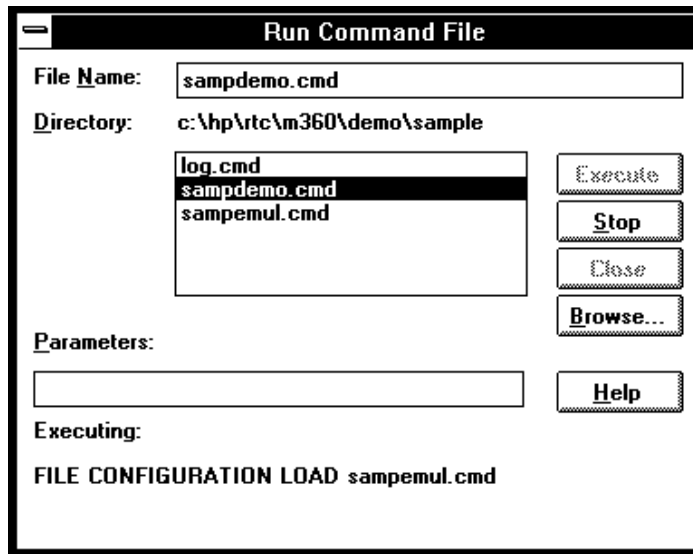 Run Command File
File Name: sampdemo.cmd
Directory: c:\hp\rtc\m360\demo\sample
log.cmd
sampdemo.cmd
sampemul.cmd
Execute
Stop
Close
Browse...
Parameters:
Help
Executing:
FILE CONFIGURATION LOAD sampemul.cmd